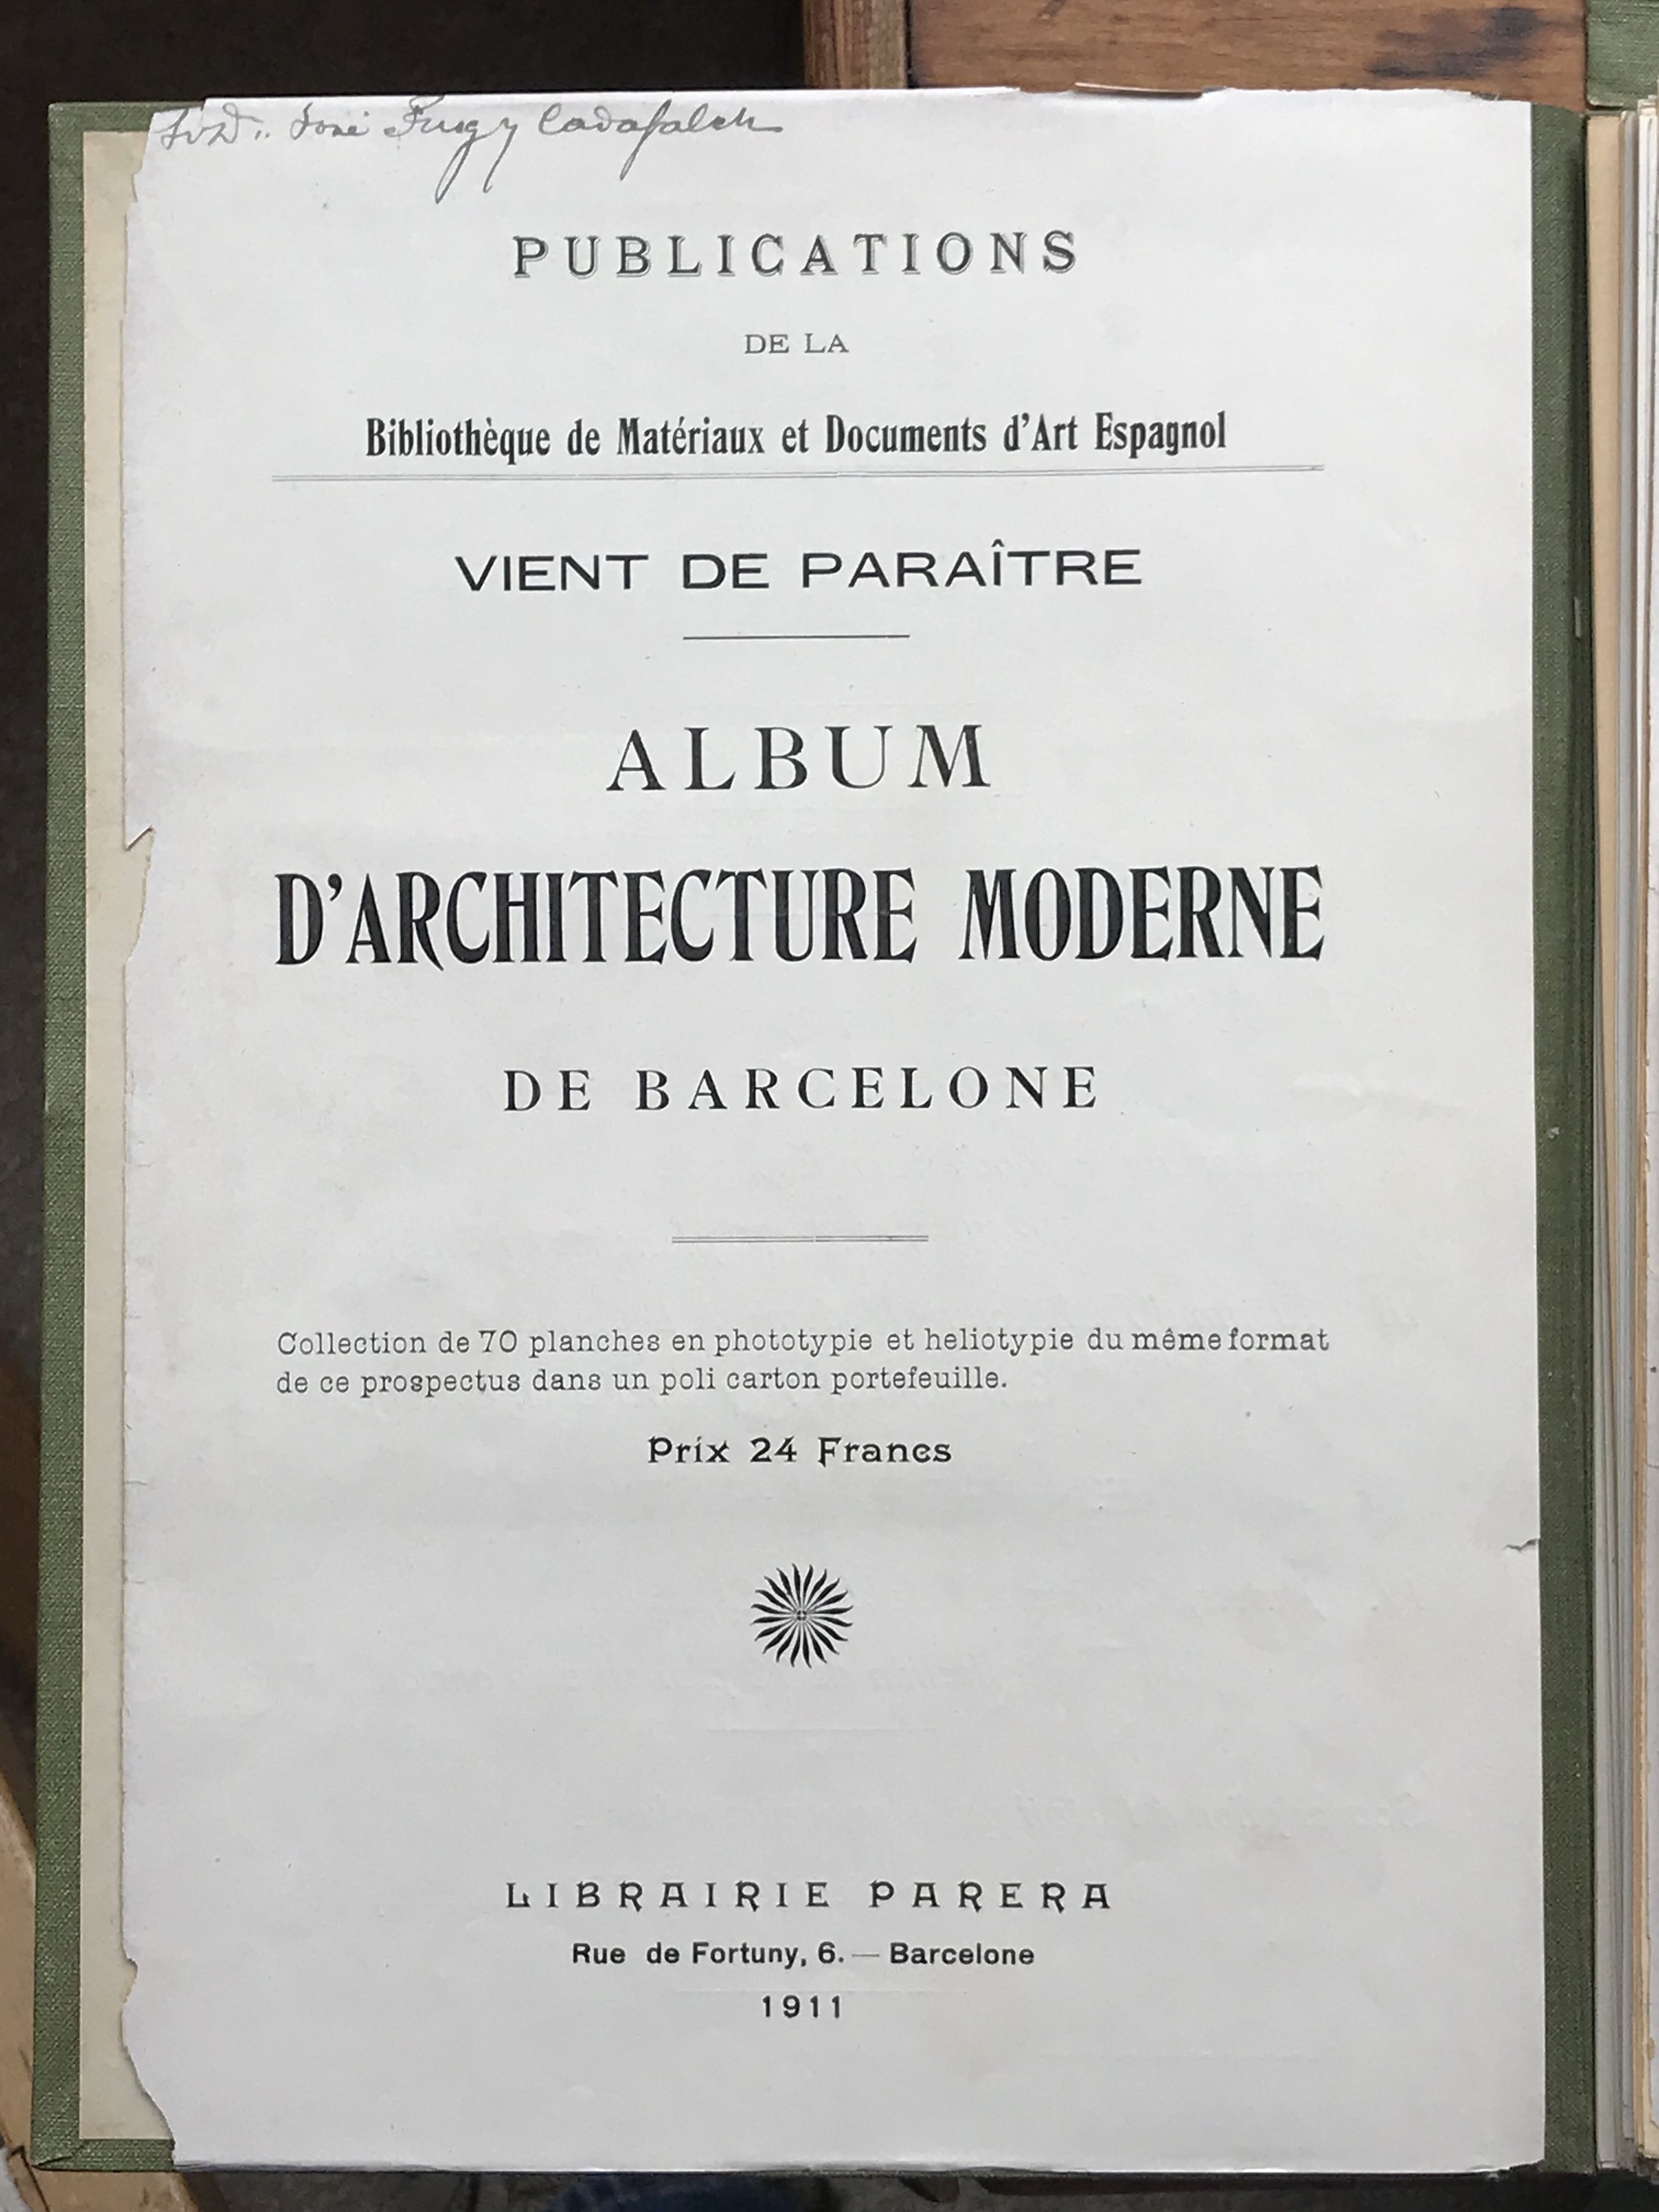 José Puig y Cadafalch
PUBLICATIONS
DE LA
Bibliothèque de Matériaux et Documents d'Art Espagnol
VIENT DE PARAÎTRE
ALBUM
D'ARCHITECTURE MODERNE
DE BARCELONE
Collection de 70 planches en phototypie et heliotypie du même format
de ce prospectus dans un poli carton portefeuille.
Prix 24 Francs
LIBRAIRIE PARERA
Rue de Fortuny, 6. — Barcelone
1911